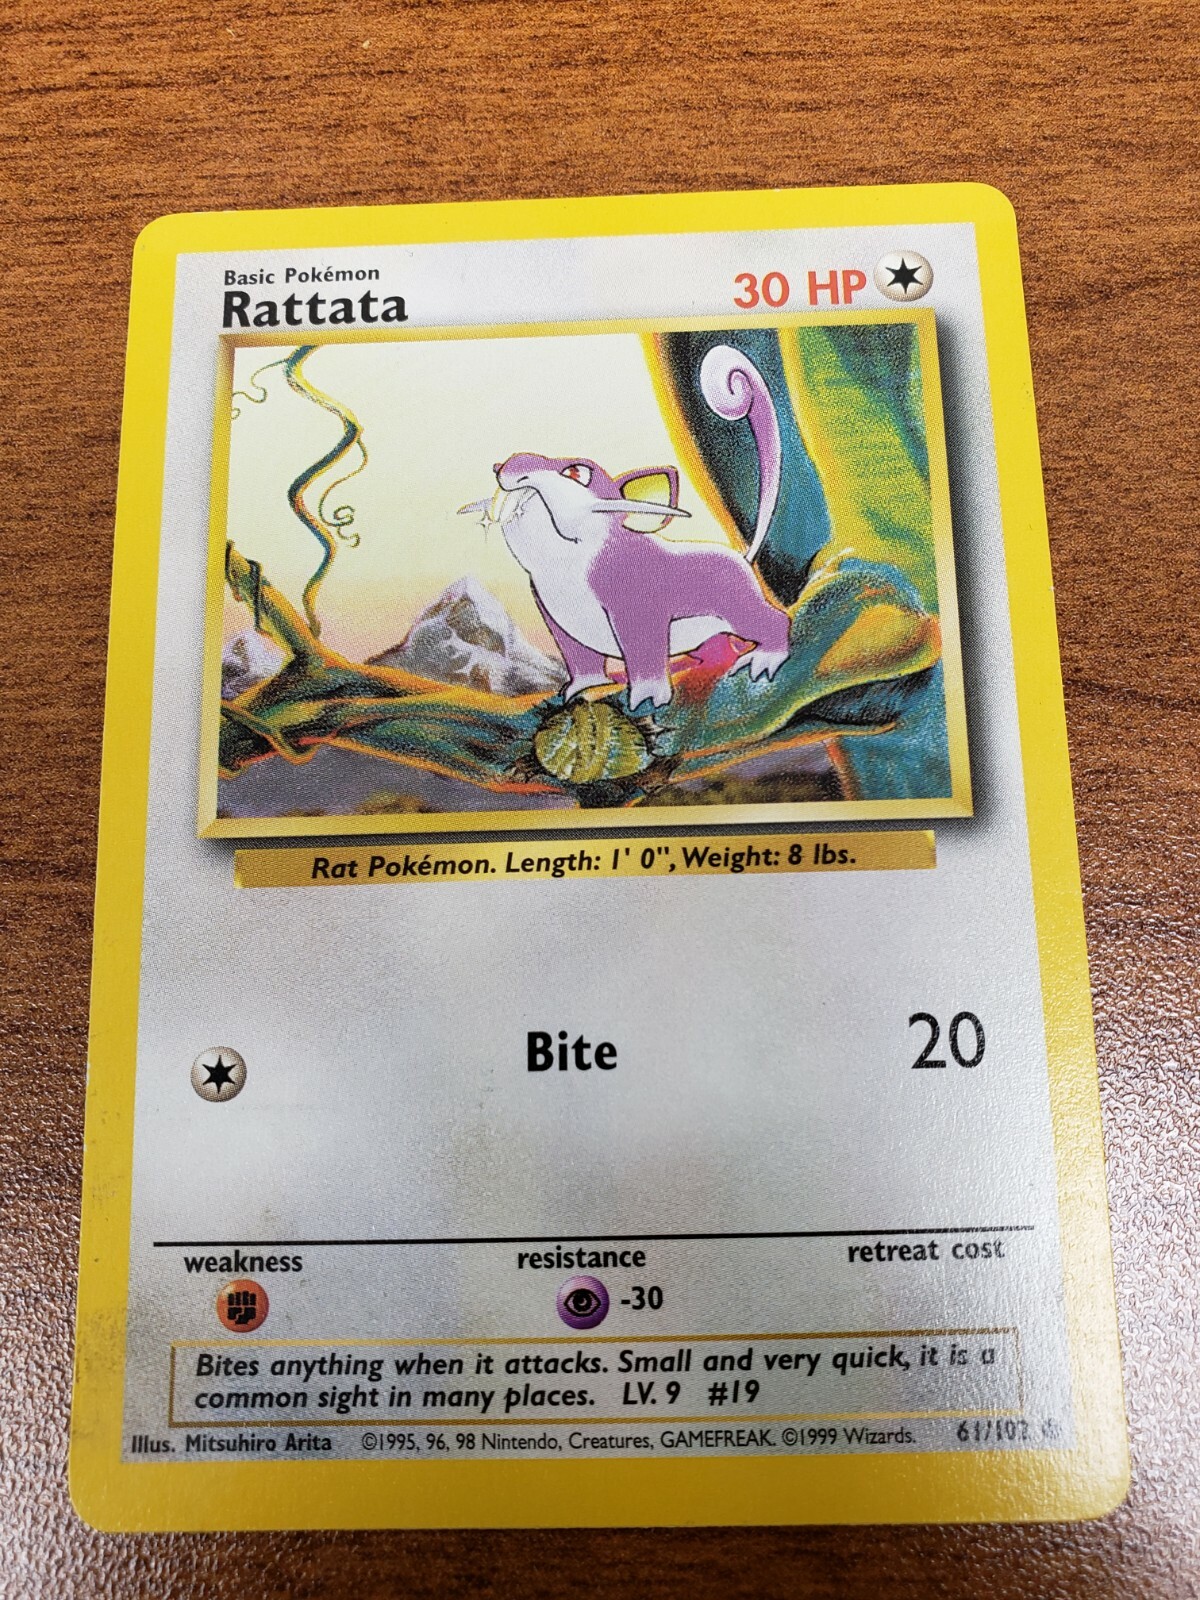 Basic Pokémon
Rattata
30 HP
Rat Pokémon. Length: 1' 0", Weight: 8 lbs.
Bite 20
weakness resistance retreat cost
-30
Bites anything when it attacks. Small and very quick, it is a
common sight in many places. LV. 9 #19
Illus. Mitsuhiro Arita ©1995, 96, 98 Nintendo, Creatures, GAMEFREAK. ©1999 Wizards. 61/102